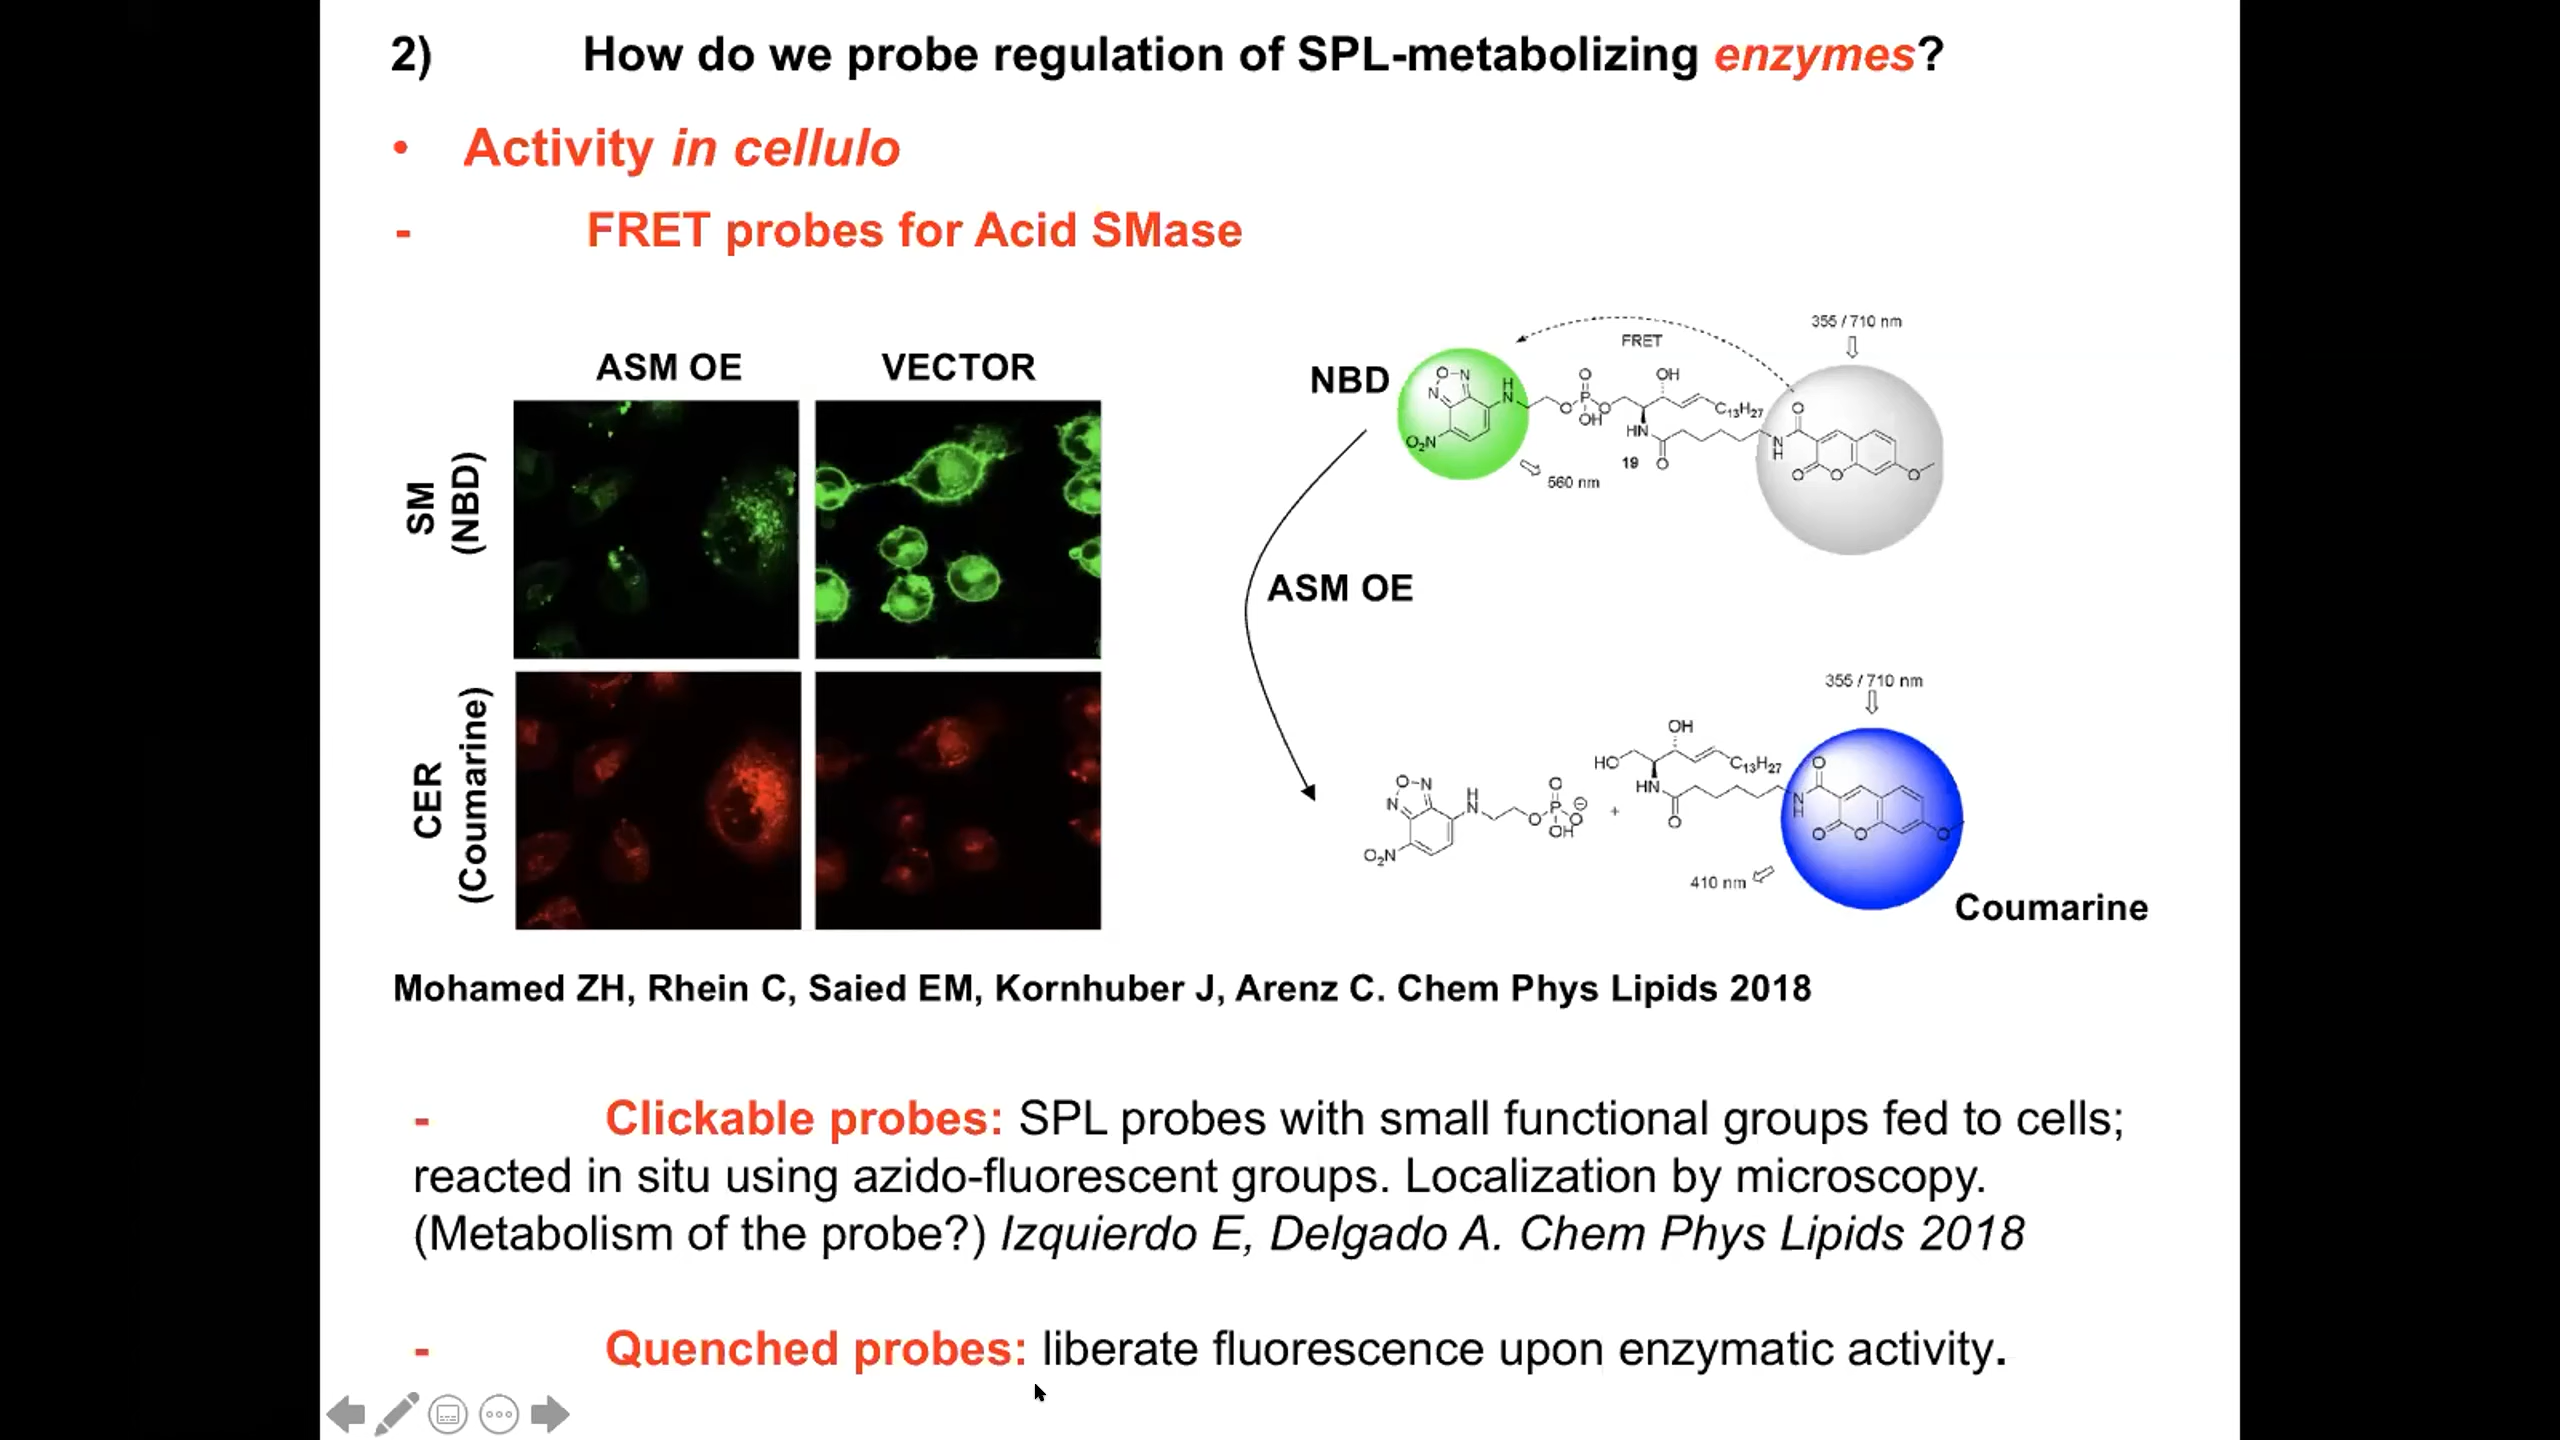 2) How do we probe regulation of SPL-metabolizing enzymes?
• Activity in cellulo
- FRET probes for Acid SMase
ASM OE
VECTOR
SM
(NBD)
CER
(Coumarine)
355 / 710 nm
FRET
NBD
O
N
N
H
N
O₂N
O
O
P
OH
O
OH
C₁₃H₂₇
HN
O
19
N
H
O
O
O
O
560 nm
ASM OE
355 / 710 nm
OH
HO
C₁₃H₂₇
HN
O
N
H
O
O
O
O
O
N
N
H
N
O₂N
O
O
P
O
⊖
OH
+
410 nm
Coumarine
Mohamed ZH, Rhein C, Saied EM, Kornhuber J, Arenz C. Chem Phys Lipids 2018
- Clickable probes: SPL probes with small functional groups fed to cells;
reacted in situ using azido-fluorescent groups. Localization by microscopy.
(Metabolism of the probe?) Izquierdo E, Delgado A. Chem Phys Lipids 2018
- Quenched probes: liberate fluorescence upon enzymatic activity.